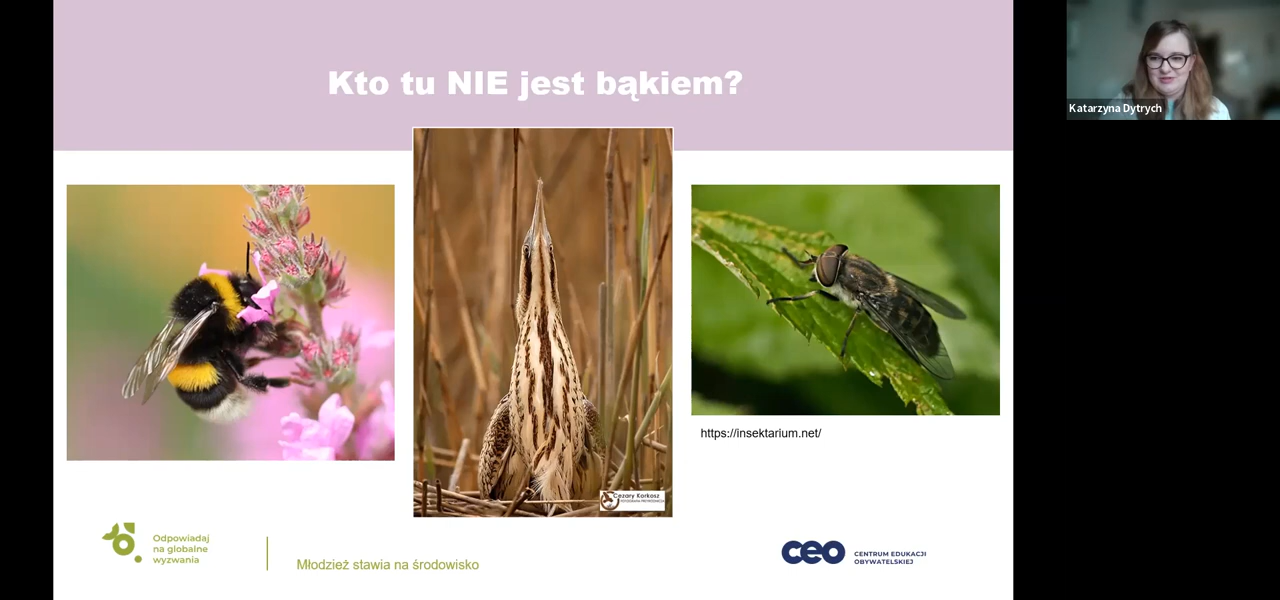 Kto tu NIE jest bąkiem?
Katarzyna Dytrych
https://insektarium.net/
Cezary Korkosz
Odpowiadaj
na globalne
wyzwania
Młodzież stawia na środowisko
ceo
CENTRUM EDUKACJI
OBYWATELSKIEJ